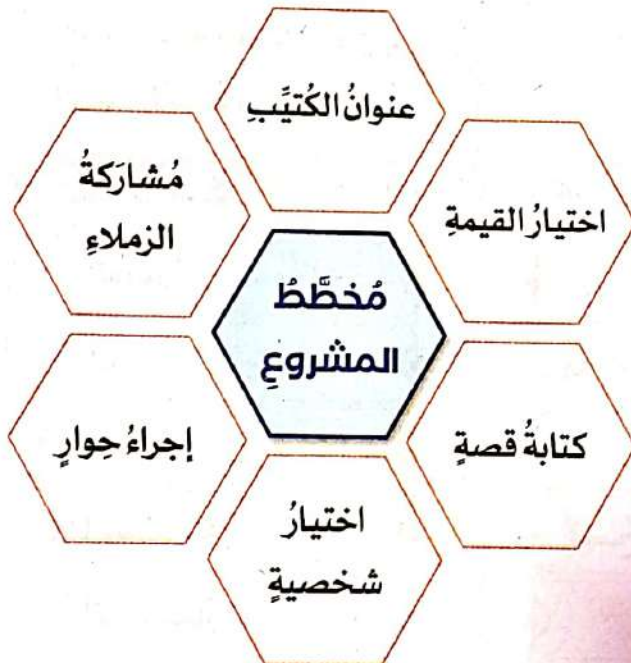 عنوانُ الكُتيِّبِ
اختيارُ القيمةِ
كتابةُ قصةٍ
اختيارُ
شخصيةٍ
إجراءُ حِوارٍ
مُشارَكةُ
الزملاءِ
مُخطَّطُ
المشروعِ